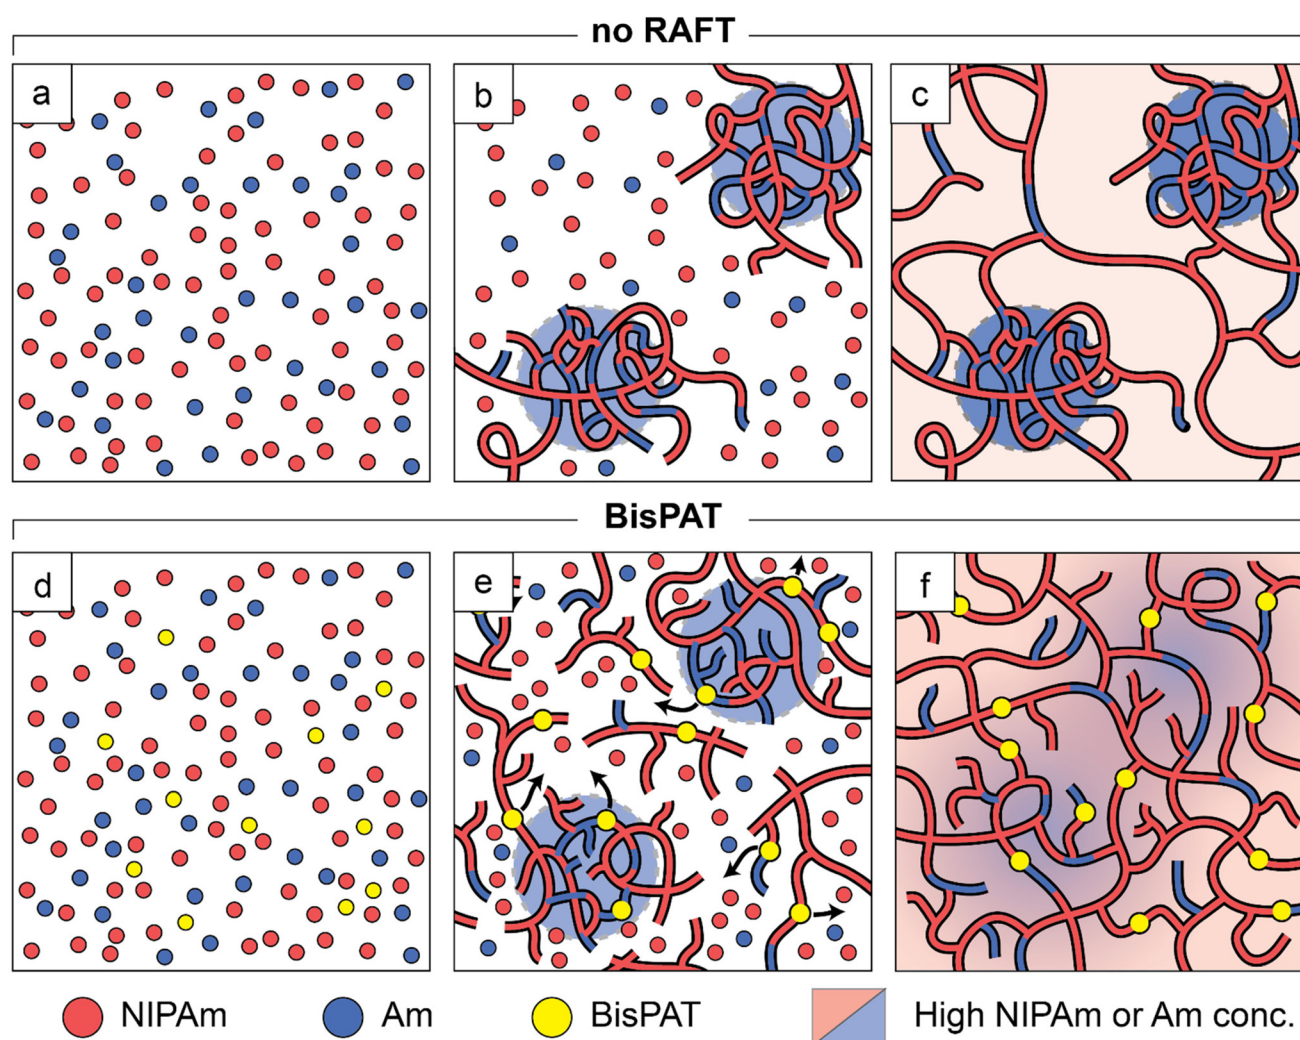 no RAFT
a
b
c
BisPAT
d
e
f
NIPAm
Am
BisPAT
High NIPAm or Am conc.